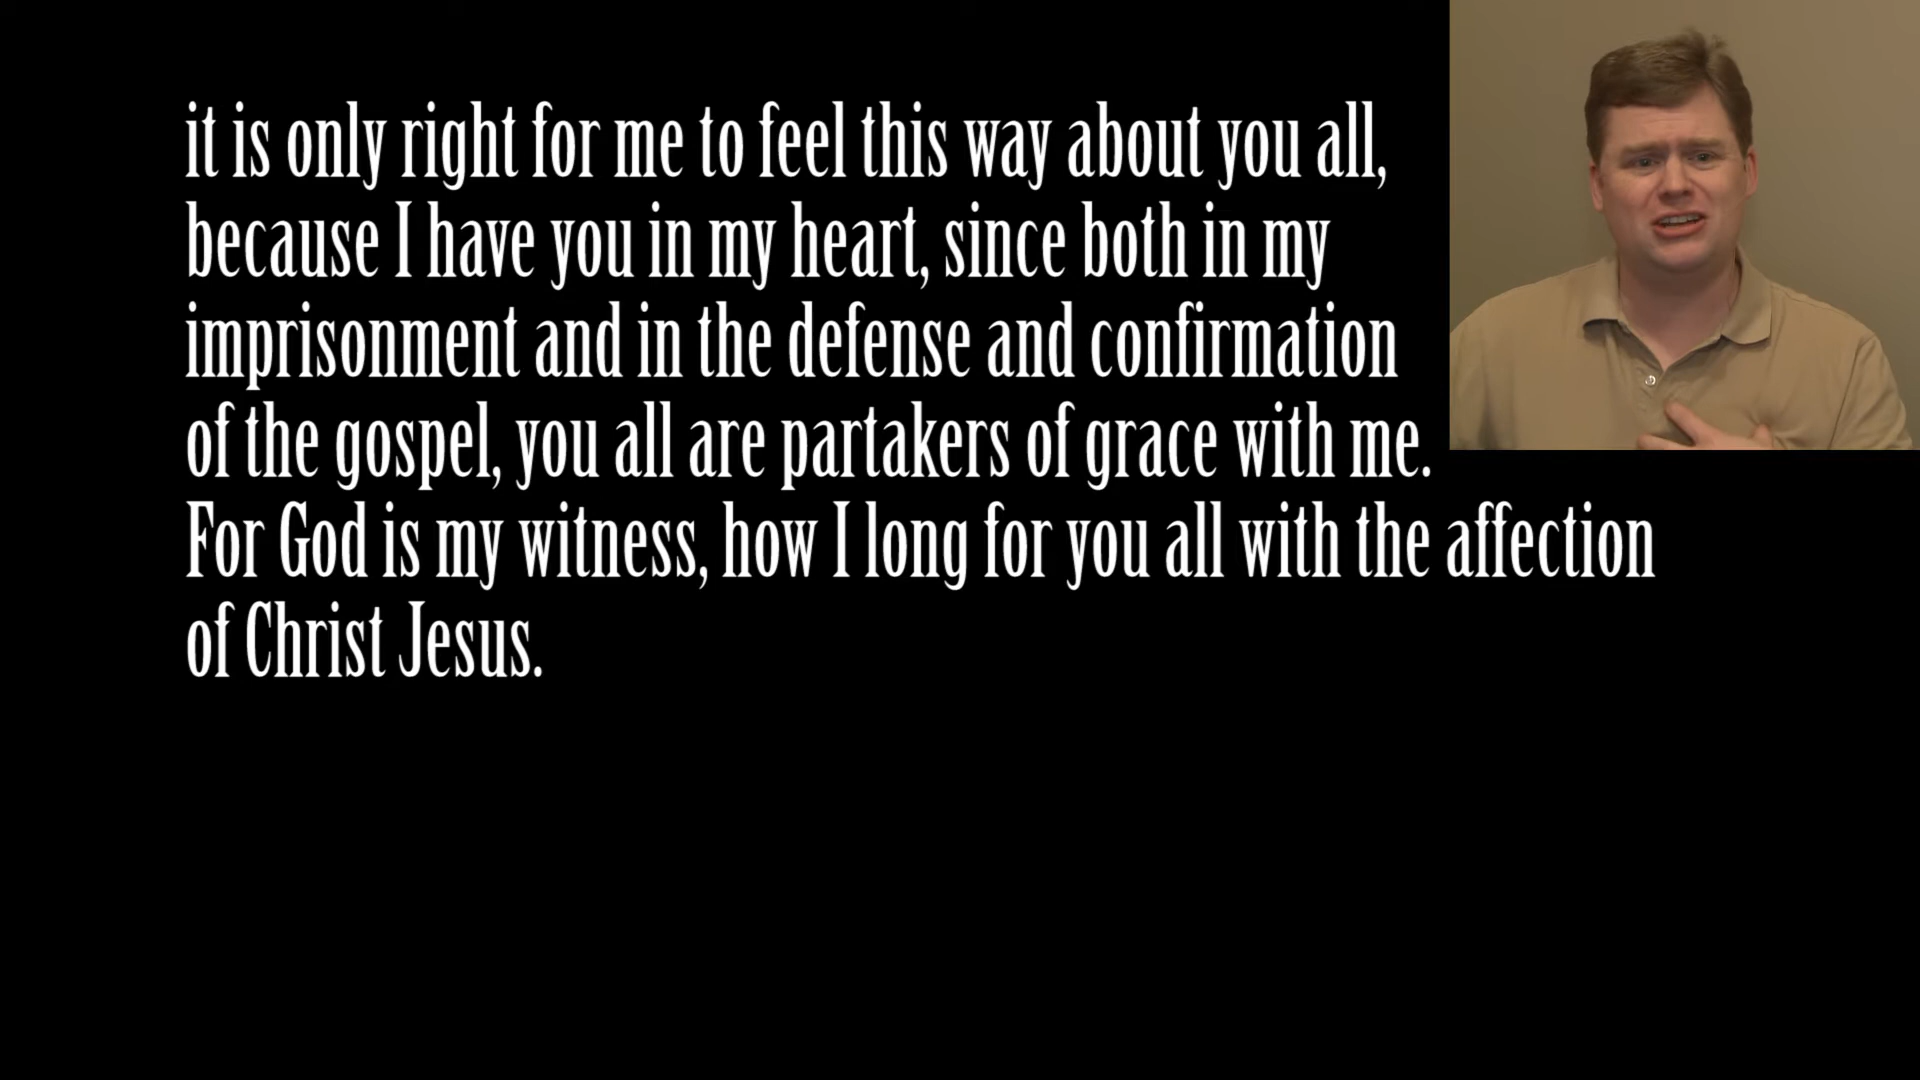 it is only right for me to feel this way about you all,
because I have you in my heart, since both in my
imprisonment and in the defense and confirmation
of the gospel, you all are partakers of grace with me.
For God is my witness, how I long for you all with the affection
of Christ Jesus.